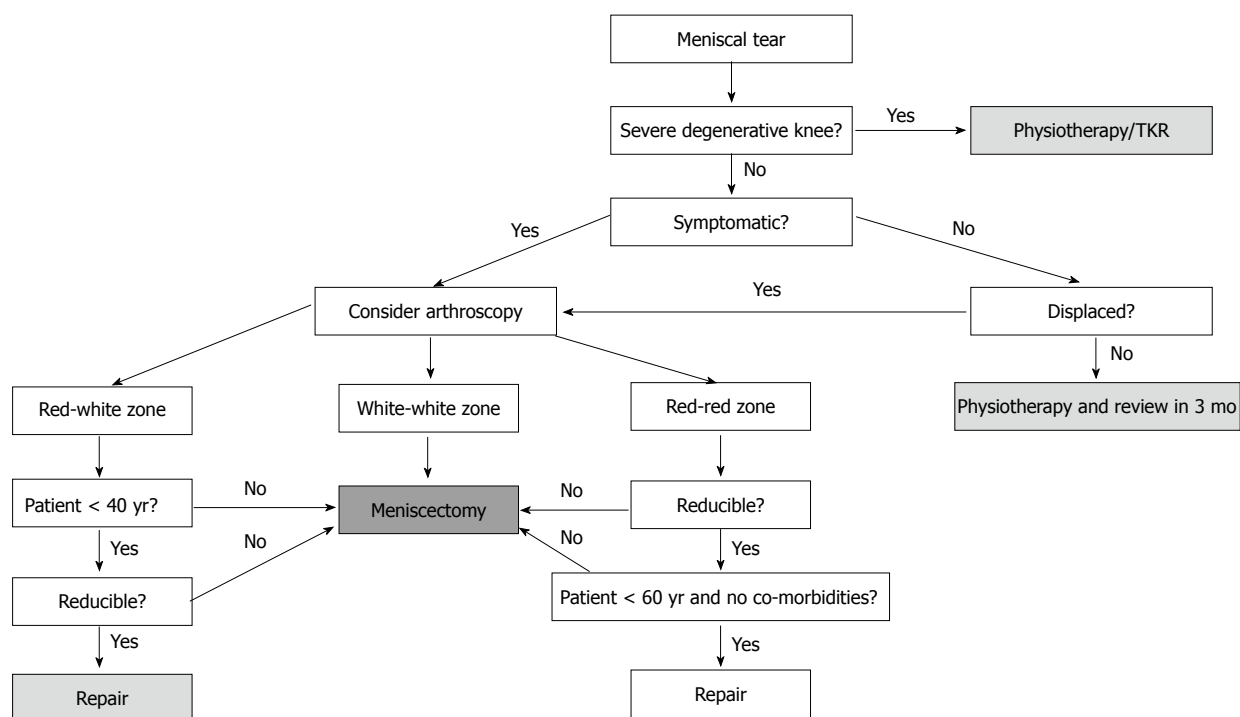 Meniscal tear
Severe degenerative knee?
Yes
Physiotherapy/TKR
No
Symptomatic?
Yes
No
Consider arthroscopy
Yes
Displaced?
No
Red-white zone
White-white zone
Red-red zone
Physiotherapy and review in 3 mo
Patient < 40 yr?
No
Meniscectomy
No
Reducible?
Yes
No
No
Yes
Reducible?
Patient < 60 yr and no co-morbidities?
Yes
Yes
Repair
Repair